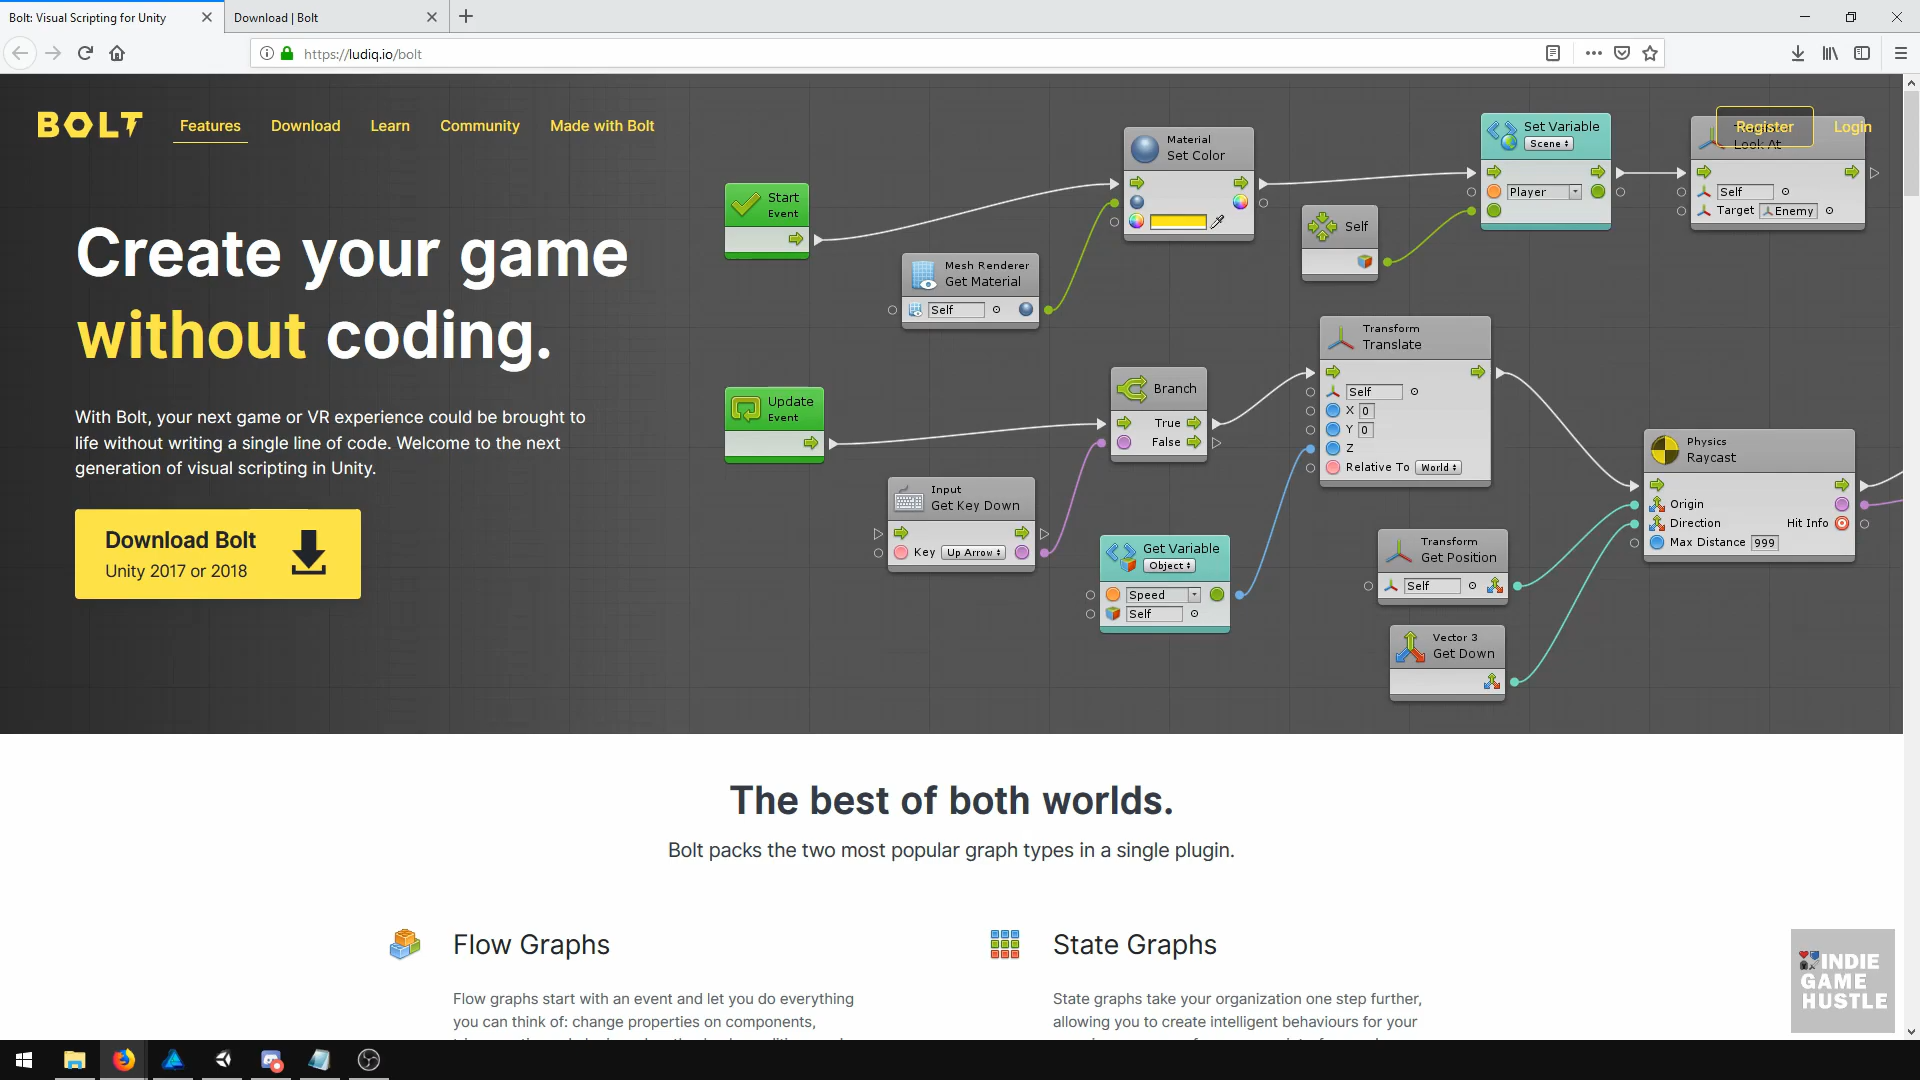 Bolt: Visual Scripting for Unity
Download | Bolt
https://ludiq.io/bolt
BOLT
Features
Download
Learn
Community
Made with Bolt
Register
Login
Create your game
without coding.
With Bolt, your next game or VR experience could be brought to
life without writing a single line of code. Welcome to the next
generation of visual scripting in Unity.
Download Bolt
Unity 2017 or 2018
Start
Event
Mesh Renderer
Get Material
Self
Material
Set Color
Self
Set Variable
Scene
Player
Look At
Self
Target Enemy
Update
Event
Input
Get Key Down
Key Up Arrow
Branch
True
False
Get Variable
Object
Speed
Self
Transform
Translate
Self
X 0
Y 0
Z
Relative To World
Transform
Get Position
Self
Vector 3
Get Down
Physics
Raycast
Origin
Direction Hit Info
Max Distance 999
The best of both worlds.
Bolt packs the two most popular graph types in a single plugin.
Flow Graphs
Flow graphs start with an event and let you do everything
you can think of: change properties on components,
State Graphs
State graphs take your organization one step further,
allowing you to create intelligent behaviours for your
INDIE
GAME
HUSTLE